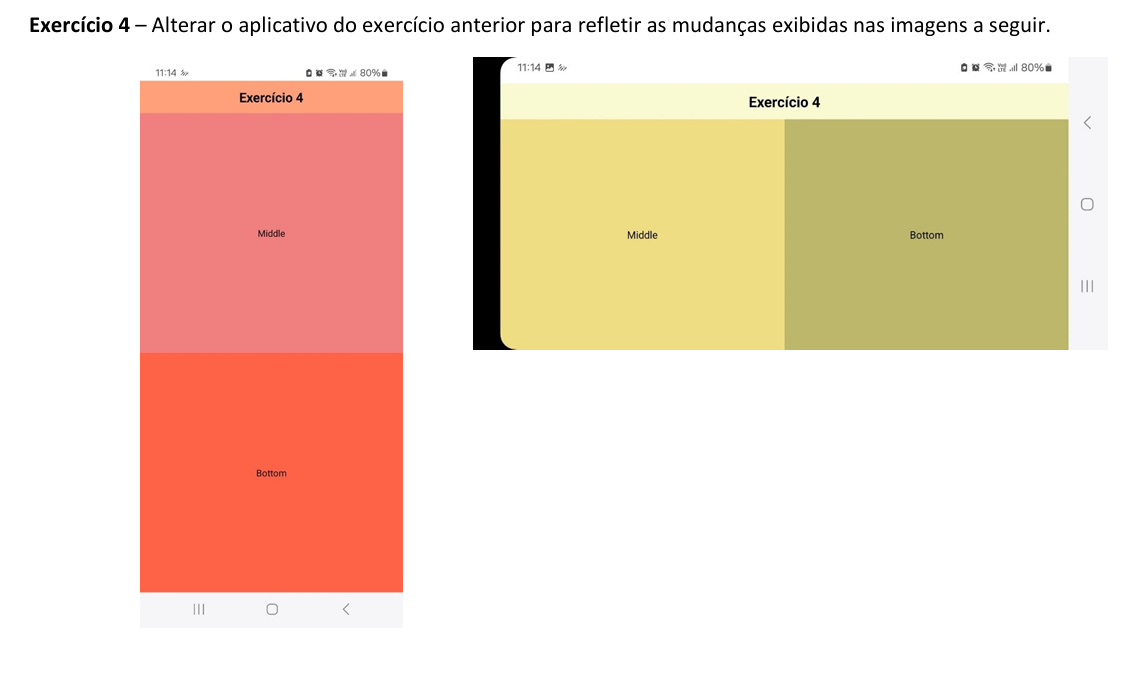 Exercício 4 – Alterar o aplicativo do exercício anterior para refletir as mudanças exibidas nas imagens a seguir.
11:14 80%
Exercício 4
Middle
Bottom
11:14 80%
Exercício 4
Middle Bottom